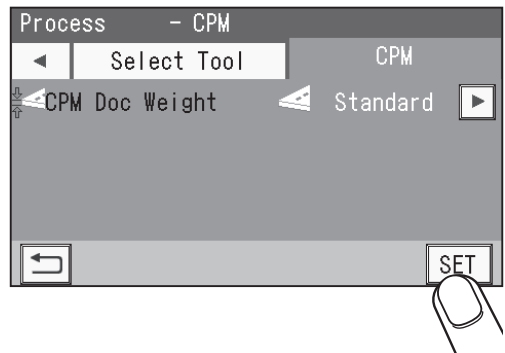 Process - CPM
◄ Select Tool CPM
CPM Doc Weight Standard ►
SET